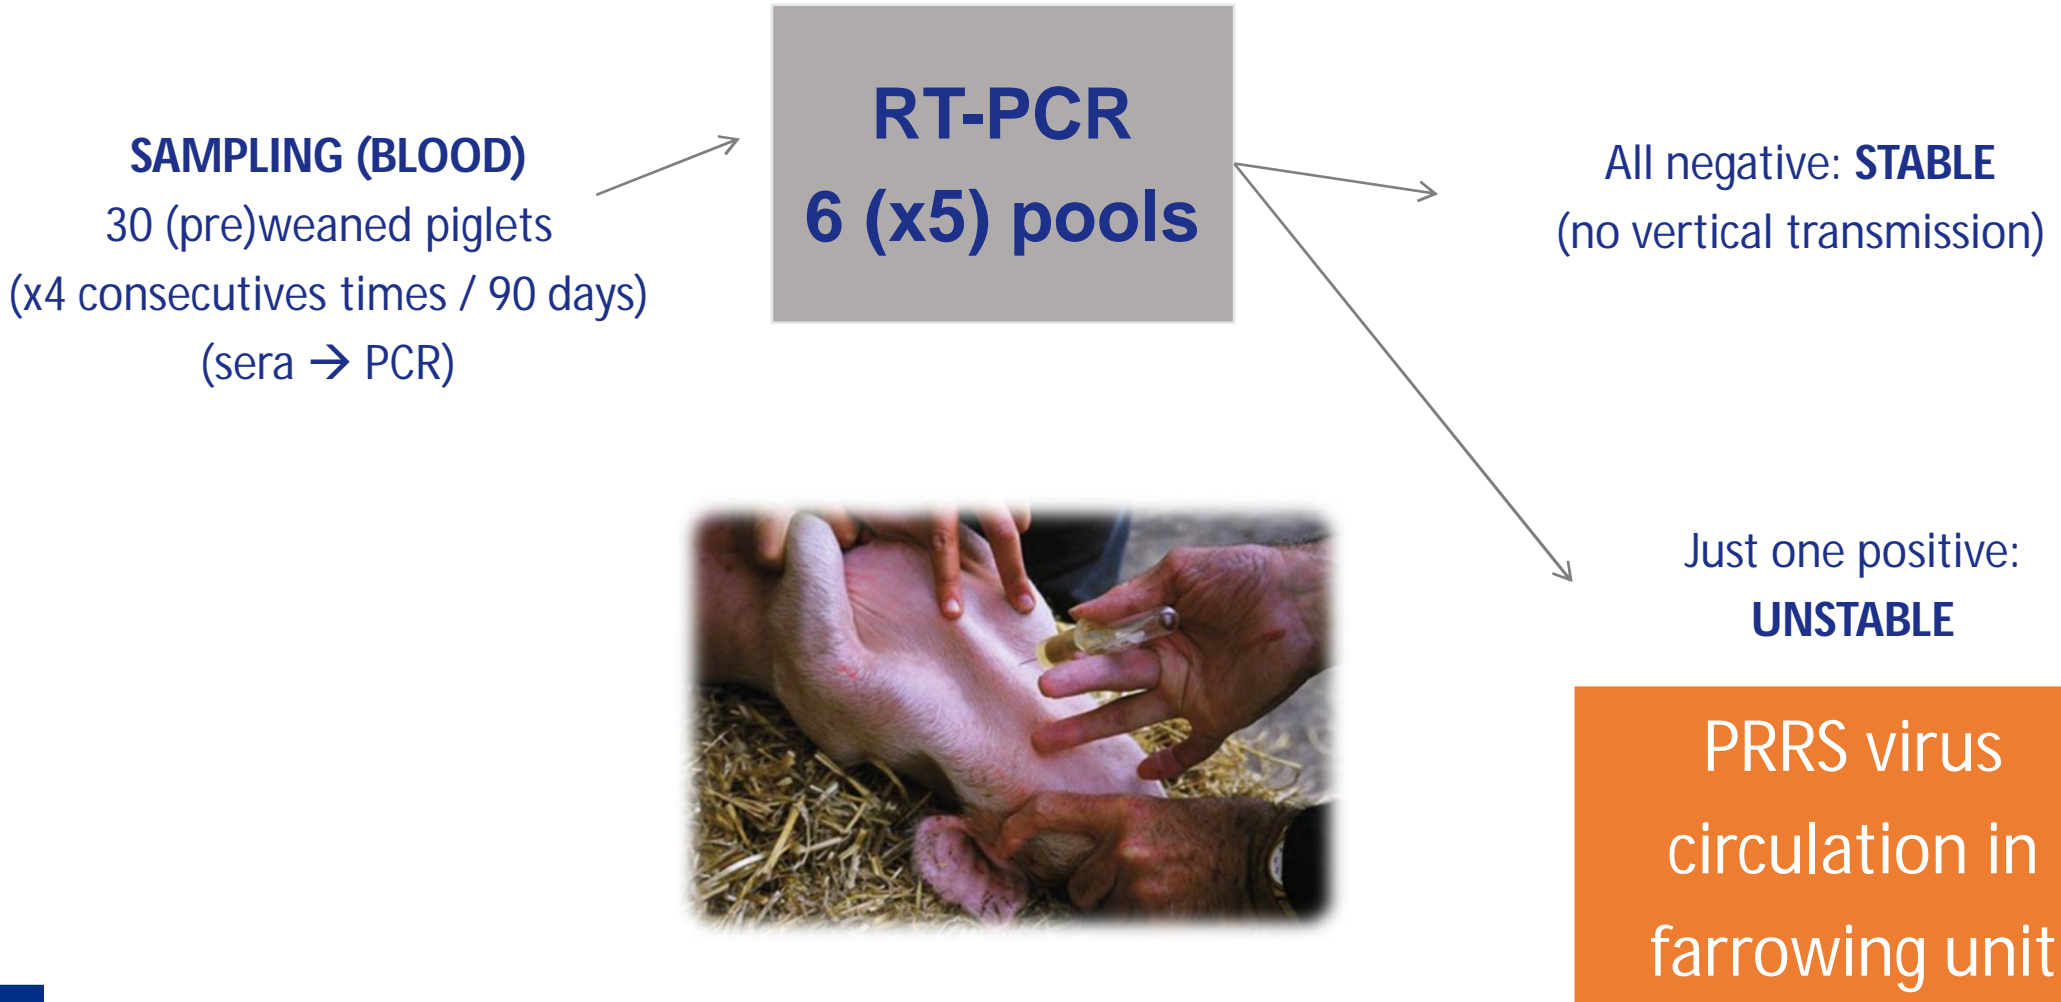 SAMPLING (BLOOD)
30 (pre)weaned piglets
(x4 consecutives times / 90 days)
(sera → PCR)
RT-PCR
6 (x5) pools
All negative: STABLE
(no vertical transmission)
Just one positive:
UNSTABLE
PRRS virus
circulation in
farrowing unit